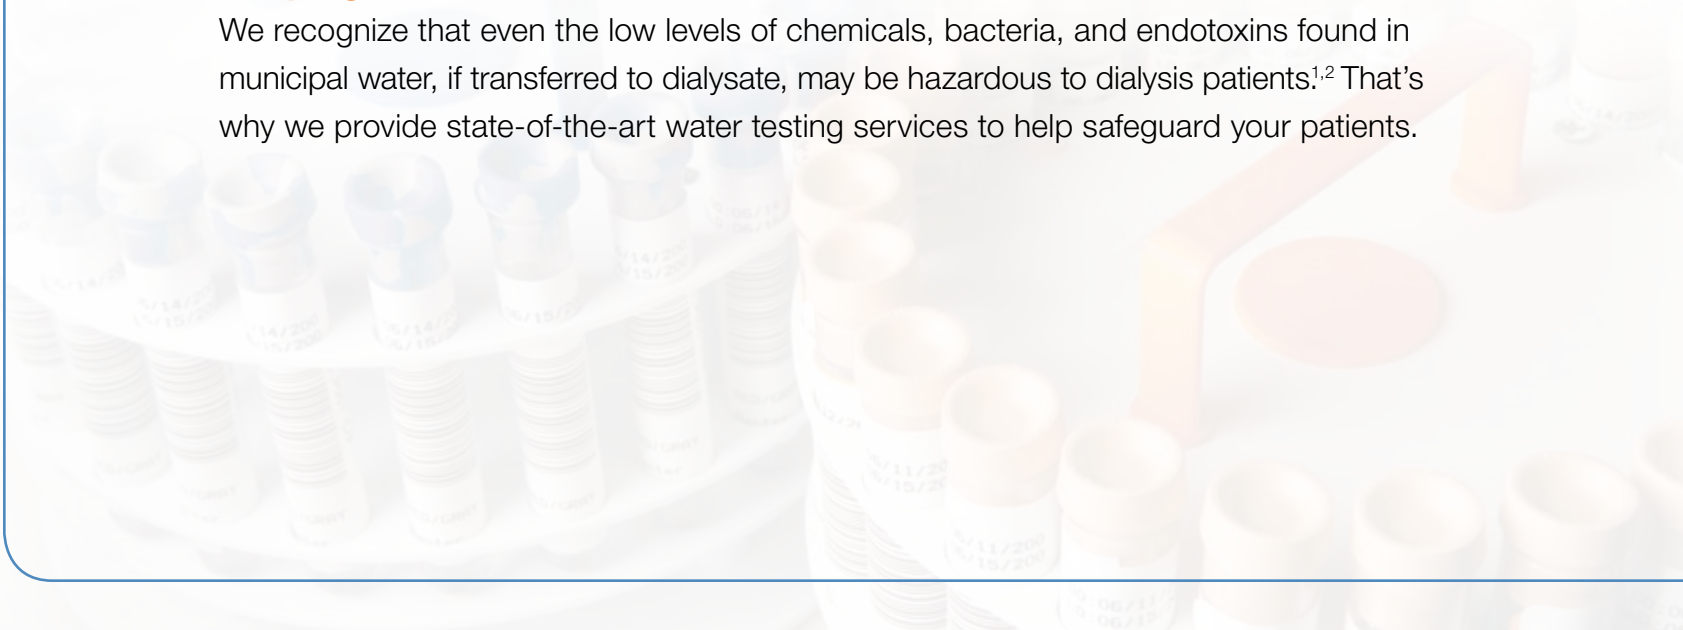 We recognize that even the low levels of chemicals, bacteria, and endotoxins found in
municipal water, if transferred to dialysate, may be hazardous to dialysis patients.1,2 That’s
why we provide state-of-the-art water testing services to help safeguard your patients.